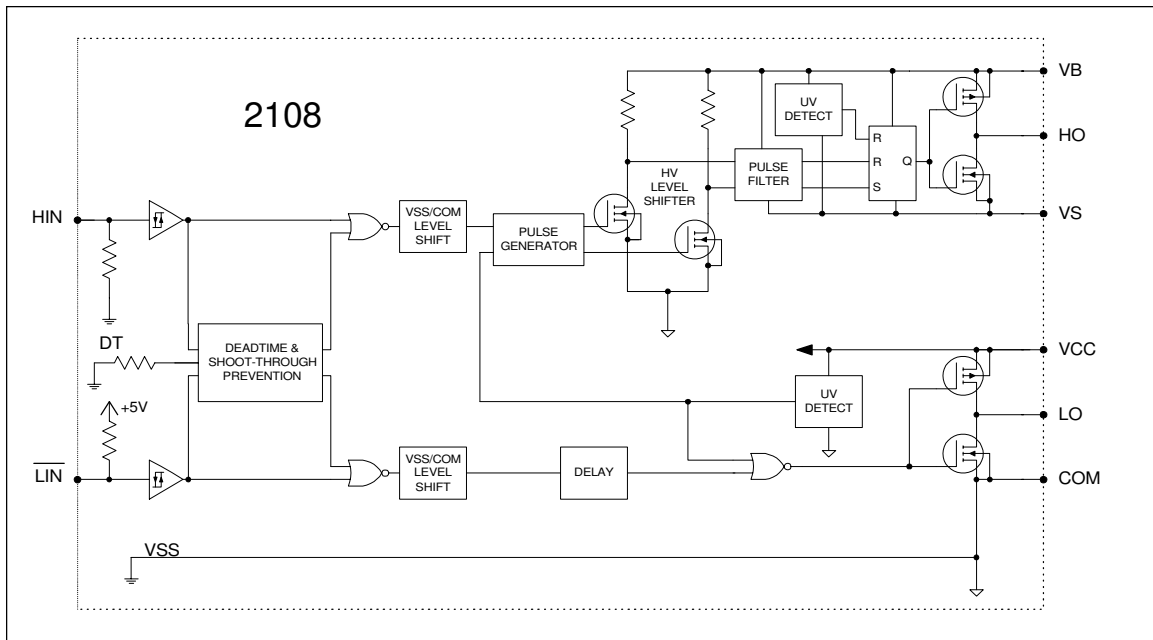 2108
VB
UV
DETECT
R
R
S
Q
HO
PULSE
FILTER
HV
LEVEL
SHIFTER
VS
HIN
VSS/COM
LEVEL
SHIFT
PULSE
GENERATOR
DT
DEADTIME &
SHOOT-THROUGH
PREVENTION
VCC
UV
DETECT
+5V
LO
LIN
VSS/COM
LEVEL
SHIFT
DELAY
COM
VSS